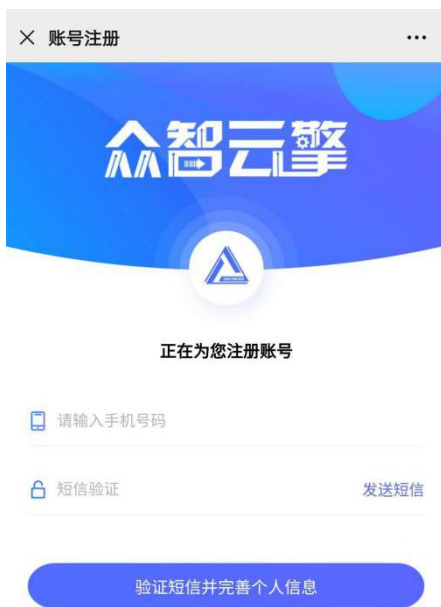 账号注册
众智云擎
正在为您注册账号
请输入手机号码
短信验证
发送短信
验证短信并完善个人信息